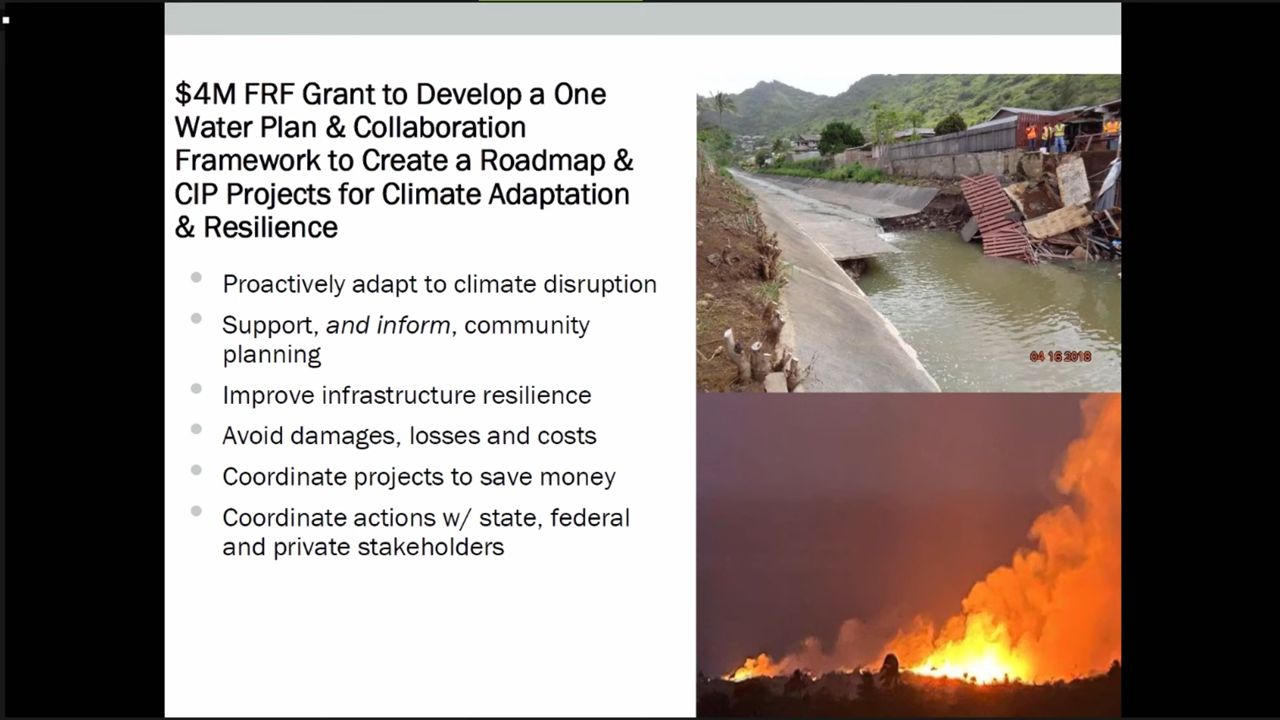 $4M FRF Grant to Develop a One
Water Plan & Collaboration
Framework to Create a Roadmap &
CIP Projects for Climate Adaptation
& Resilience
Proactively adapt to climate disruption
Support, and inform, community
planning
Improve infrastructure resilience
Avoid damages, losses and costs
Coordinate projects to save money
Coordinate actions w/ state, federal
and private stakeholders
04 16 2018